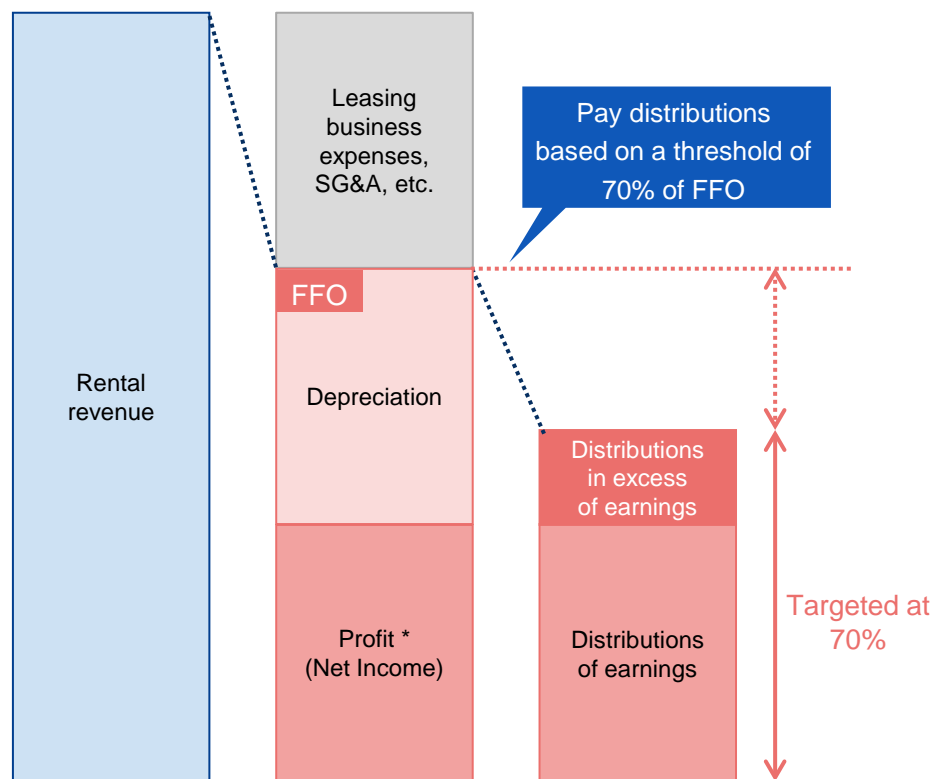 Rental
revenue
Leasing
business
expenses,
SG&A, etc.
FFO
Depreciation
Profit *
(Net Income)
Pay distributions
based on a threshold of
70% of FFO
Distributions
in excess
of earnings
Distributions
of earnings
Targeted at
70%